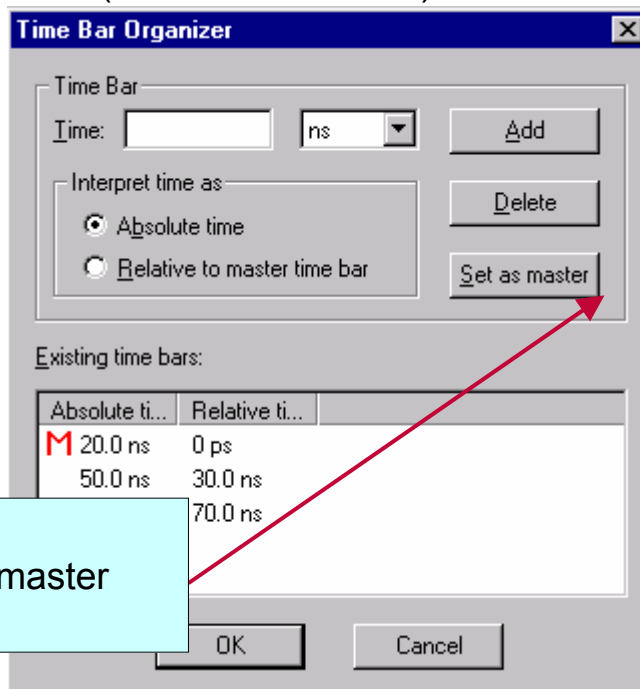 Time Bar Organizer
Time Bar
Time:
ns
Add
Interpret time as
Absolute time
Relative to master time bar
Delete
Set as master
Existing time bars:
Absolute ti... Relative ti...
M 20.0 ns 0 ps
50.0 ns 30.0 ns
70.0 ns
master
OK Cancel